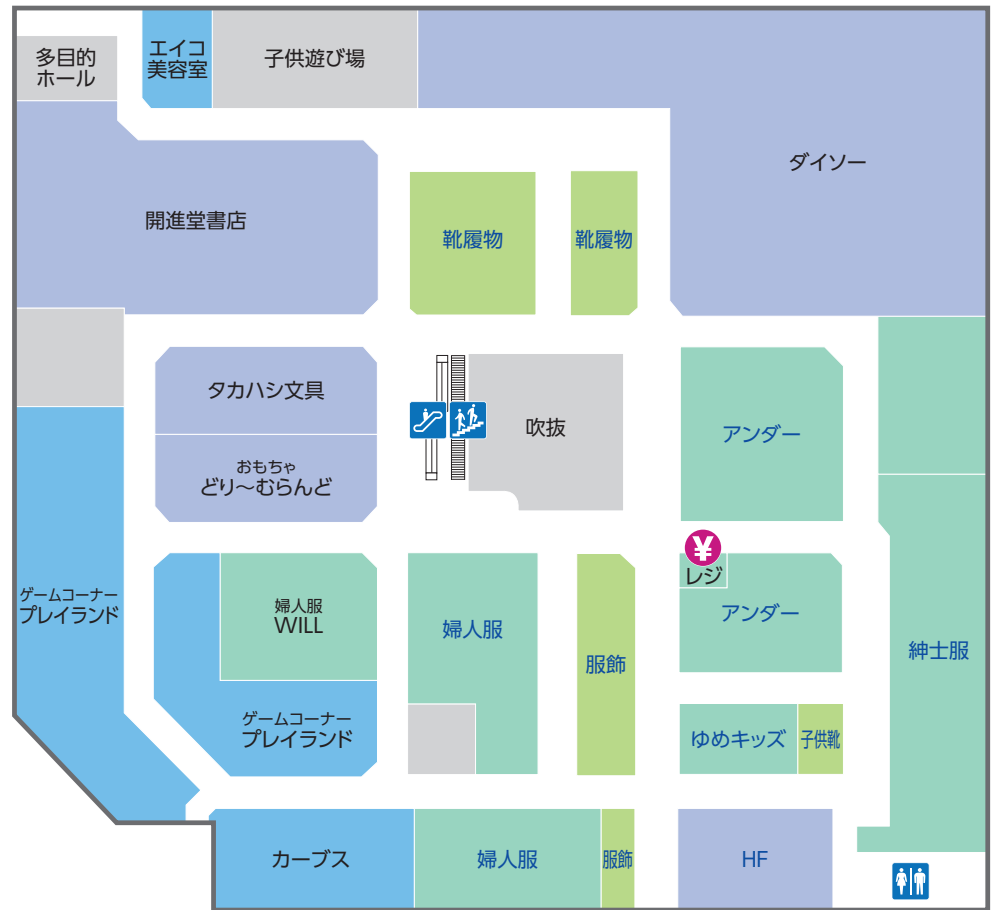 多目的
ホール
エイコ
美容室
子供遊び場
ダイソー
開進堂書店
靴履物
靴履物
タカハシ文具
おもちゃ
どり～むらんど
吹抜
アンダー
¥
レジ
アンダー
ゲームコーナー
プレイランド
婦人服
WILL
婦人服
服飾
紳士服
ゲームコーナー
プレイランド
ゆめキッズ
子供靴
カーブス
婦人服
服飾
HF